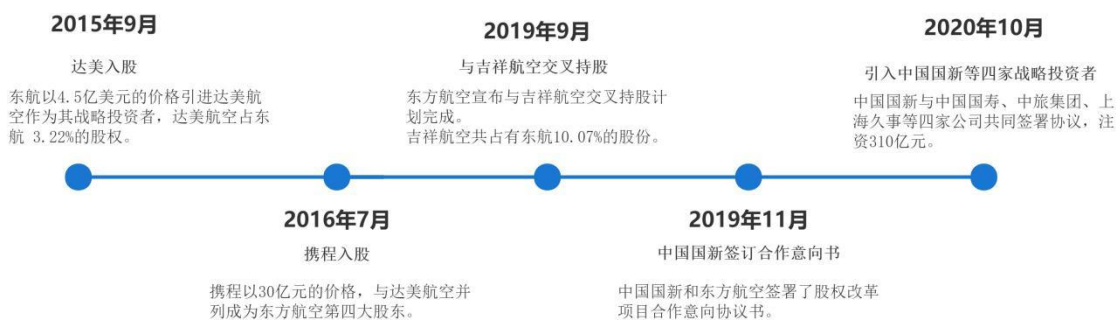 2015年9月
达美入股
东航以4.5亿美元的价格引进达美航
空作为其战略投资者，达美航空占东
航 3.22%的股权。
2016年7月
携程入股
携程以30亿元的价格，与达美航空并
列成为东方航空第四大股东。
2019年9月
与吉祥航空交叉持股
东方航空宣布与吉祥航空交叉持股计
划完成。
吉祥航空共占有东航10.07%的股份。
2019年11月
中国国新签订合作意向书
中国国新和东方航空签署了股权改革
项目合作意向协议书。
2020年10月
引入中国国新等四家战略投资者
中国国新与中国国寿、中旅集团、上
海久事等四家公司共同签署协议，注
资310亿元。